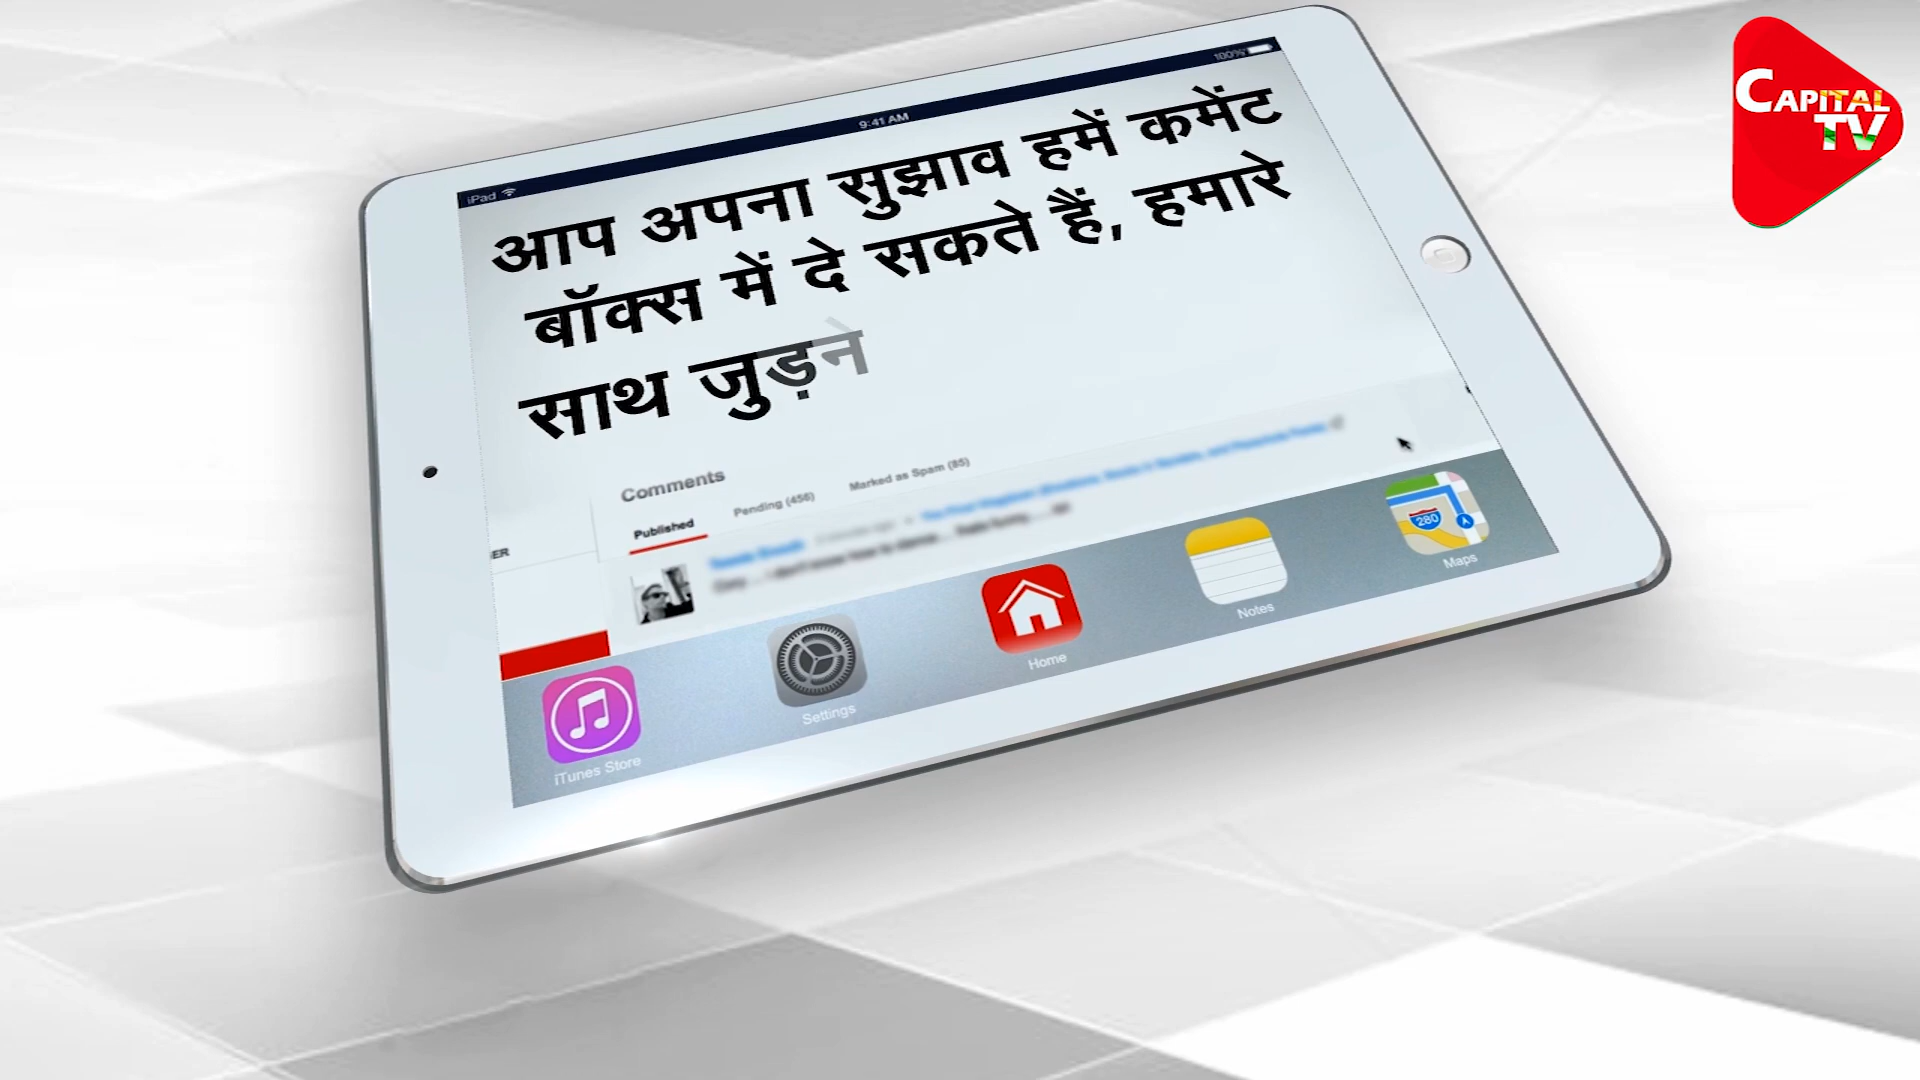 CAPITAL
TV
iPad
9:41 AM
100%
आप अपना सुझाव हमें कमेंट
बॉक्स में दे सकते हैं, हमारे
साथ जुड़ने
Comments
Published
Pending (456)
Marked as Spam (85)
ER
iTunes Store
Settings
Home
Notes
280
Maps